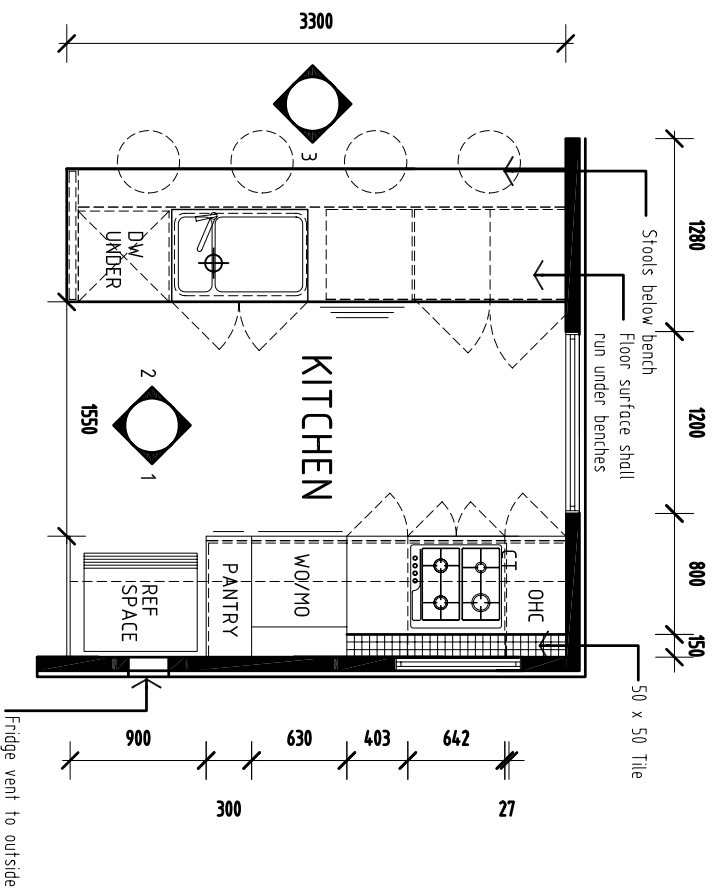 3300
3
1280
1200
800
150
Stools below bench
Floor surface shall
run under benches
DW
UNDER
KITCHEN
2
1
1550
WO/MO
PANTRY
REF
SPACE
OHC
CT
50 x 50 Tile
900
300
630
403
642
27
Fridge vent to outside